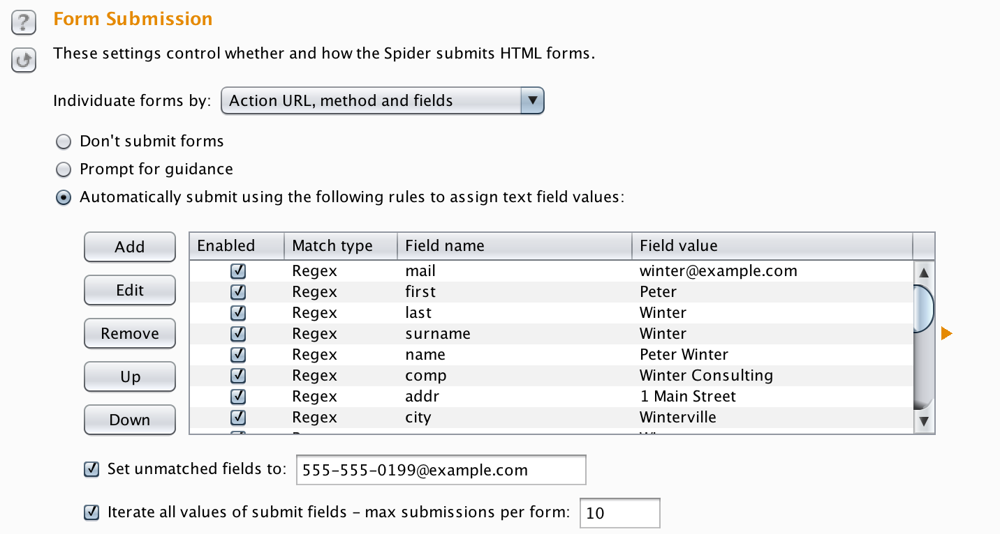 ?
Form Submission
These settings control whether and how the Spider submits HTML forms.
Individuate forms by: Action URL, method and fields
Don't submit forms
Prompt for guidance
Automatically submit using the following rules to assign text field values:
Add
Edit
Remove
Up
Down
Enabled Match type Field name Field value
Regex mail winter@example.com
Regex first Peter
Regex last Winter
Regex surname Winter
Regex name Peter Winter
Regex comp Winter Consulting
Regex addr 1 Main Street
Regex city Winterville
Set unmatched fields to: 555-555-0199@example.com
Iterate all values of submit fields – max submissions per form: 10